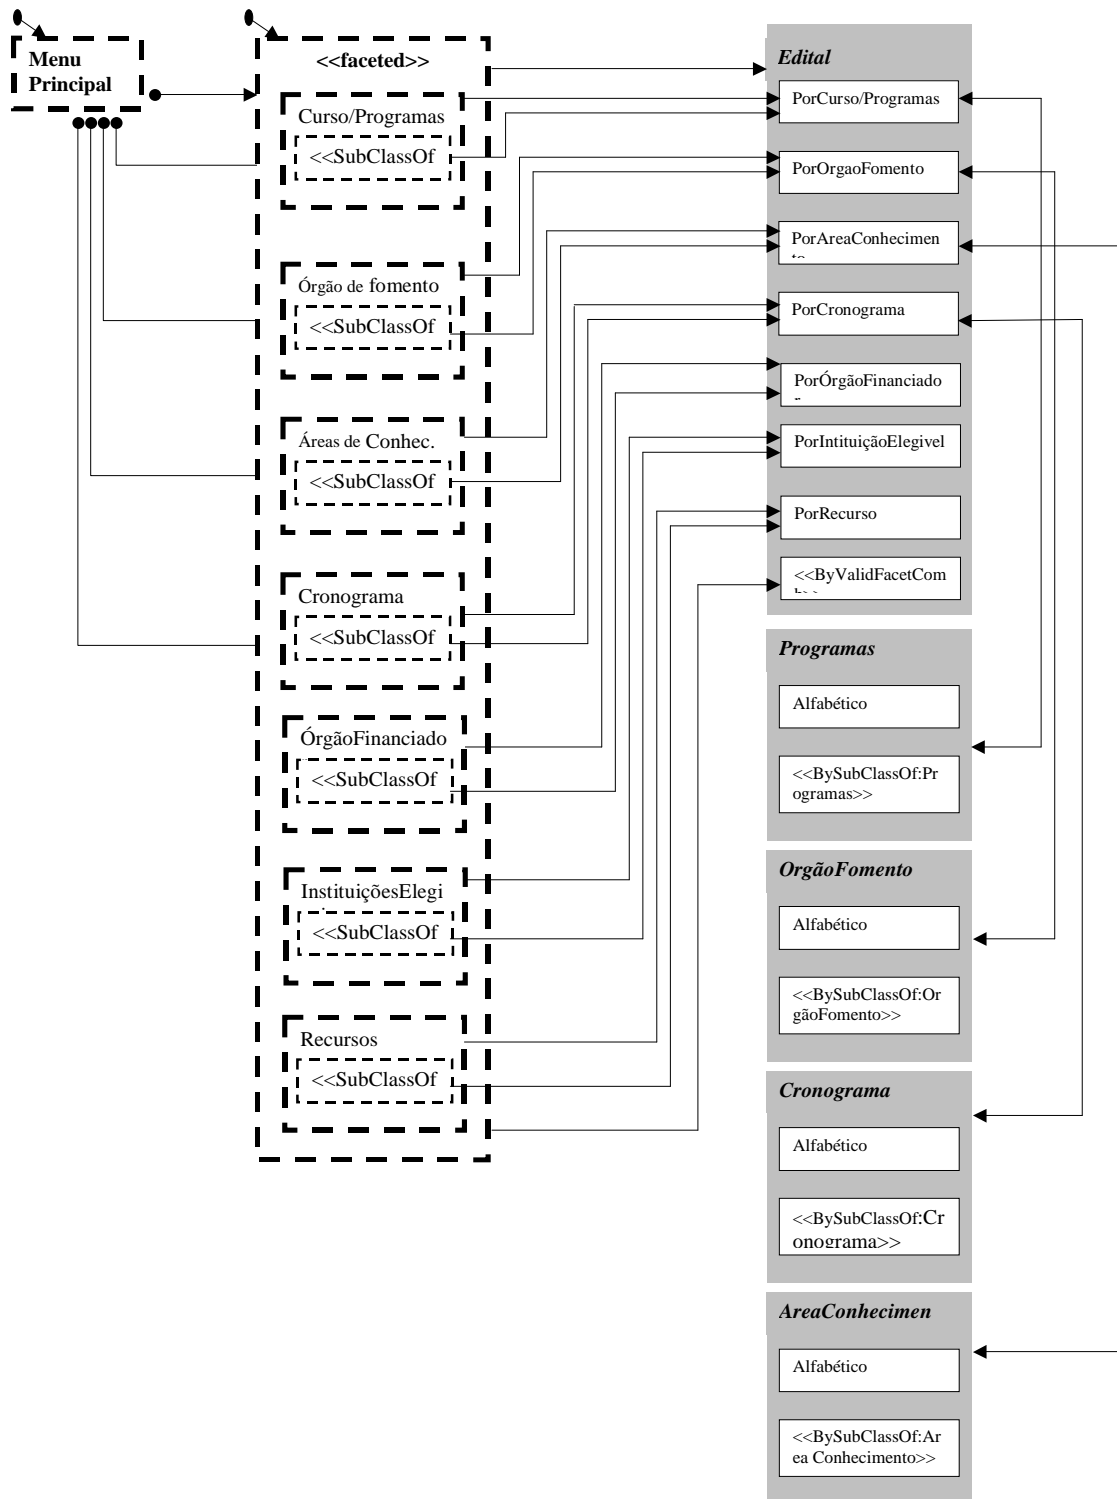 Menu
Principal
<<faceted>>
Curso/Programas
<<SubClassOf
Órgão de fomento
<<SubClassOf
Áreas de Conhec.
<<SubClassOf
Cronograma
<<SubClassOf
ÓrgãoFinanciado
<<SubClassOf
InstituiçõesElegi
<<SubClassOf
Recursos
<<SubClassOf
Edital
PorCurso/Programas
PorOrgaoFomento
PorAreaConhecimen
PorCronograma
PorÓrgãoFinanciado
PorIntituiçãoElegivel
PorRecurso
<<ByValidFacetCom
Programas
Alfabético
<<BySubClassOf:Pr
ogramas>>
OrgãoFomento
Alfabético
<<BySubClassOf:Or
gãoFomento>>
Cronograma
Alfabético
<<BySubClassOf:Cr
onograma>>
AreaConhecimen
Alfabético
<<BySubClassOf:Ar
ea Conhecimento>>